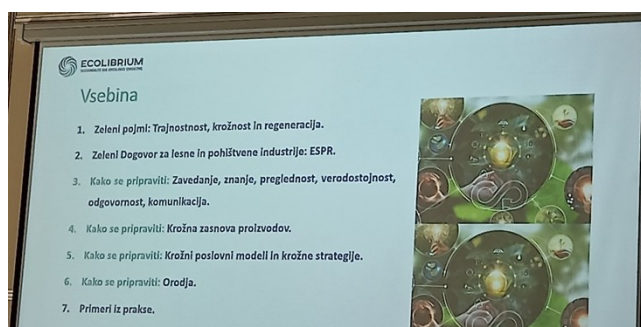 ECOLIBRIUM
Vsebina
1. Zeleni pojmi: Trajnostnost, krožnost in regeneracija.
2. Zeleni Dogovor za lesne in pohištvene industrije: ESPR.
3. Kako se pripraviti: Zavedanje, znanje, preglednost, verodostojnost,
odgovornost, komunikacija.
4. Kako se pripraviti: Krožna zasnova proizvodov.
5. Kako se pripraviti: Krožni poslovni modeli in krožne strategije.
6. Kako se pripraviti: Orodja.
7. Primeri iz prakse.